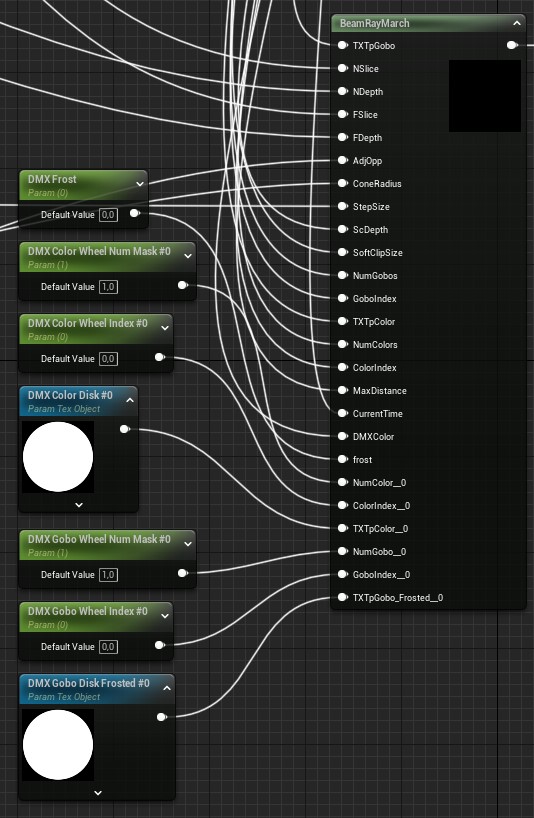 BeamRayMarch
TXTpGobo
NSlice
NDepth
FSlice
FDepth
AdjOpp
ConeRadius
StepSize
ScDepth
SoftClipSize
NumGobos
GoboIndex
TXTpColor
NumColors
ColorIndex
MaxDistance
CurrentTime
DMXColor
frost
NumColor__0
ColorIndex__0
TXTpColor__0
NumGobo__0
GoboIndex__0
TXTpGobo_Frosted__0
DMX Frost
Param (0)
Default Value 0,0
DMX Color Wheel Num Mask #0
Param (1)
Default Value 1,0
DMX Color Wheel Index #0
Param (0)
Default Value 0,0
DMX Color Disk #0
Param Tex Object
DMX Gobo Wheel Num Mask #0
Param (1)
Default Value 1,0
DMX Gobo Wheel Index #0
Param (0)
Default Value 0,0
DMX Gobo Disk Frosted #0
Param Tex Object